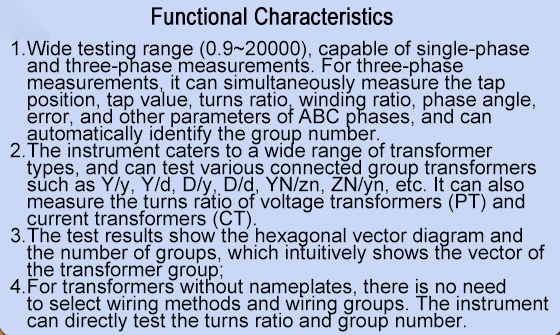 Functional Characteristics
1.Wide testing range (0.9~20000), capable of single-phase
and three-phase measurements. For three-phase
measurements, it can simultaneously measure the tap
position, tap value, turns ratio, winding ratio, phase angle,
error, and other parameters of ABC phases, and can
automatically identify the group number.
2.The instrument caters to a wide range of transformer
types, and can test various connected group transformers
such as Y/y, Y/d, D/y, D/d, YN/zn, ZN/yn, etc. It can also
measure the turns ratio of voltage transformers (PT) and
current transformers (CT).
3.The test results show the hexagonal vector diagram and
the number of groups, which intuitively shows the vector of
the transformer group;
4.For transformers without nameplates, there is no need
to select wiring methods and wiring groups. The instrument
can directly test the turns ratio and group number.